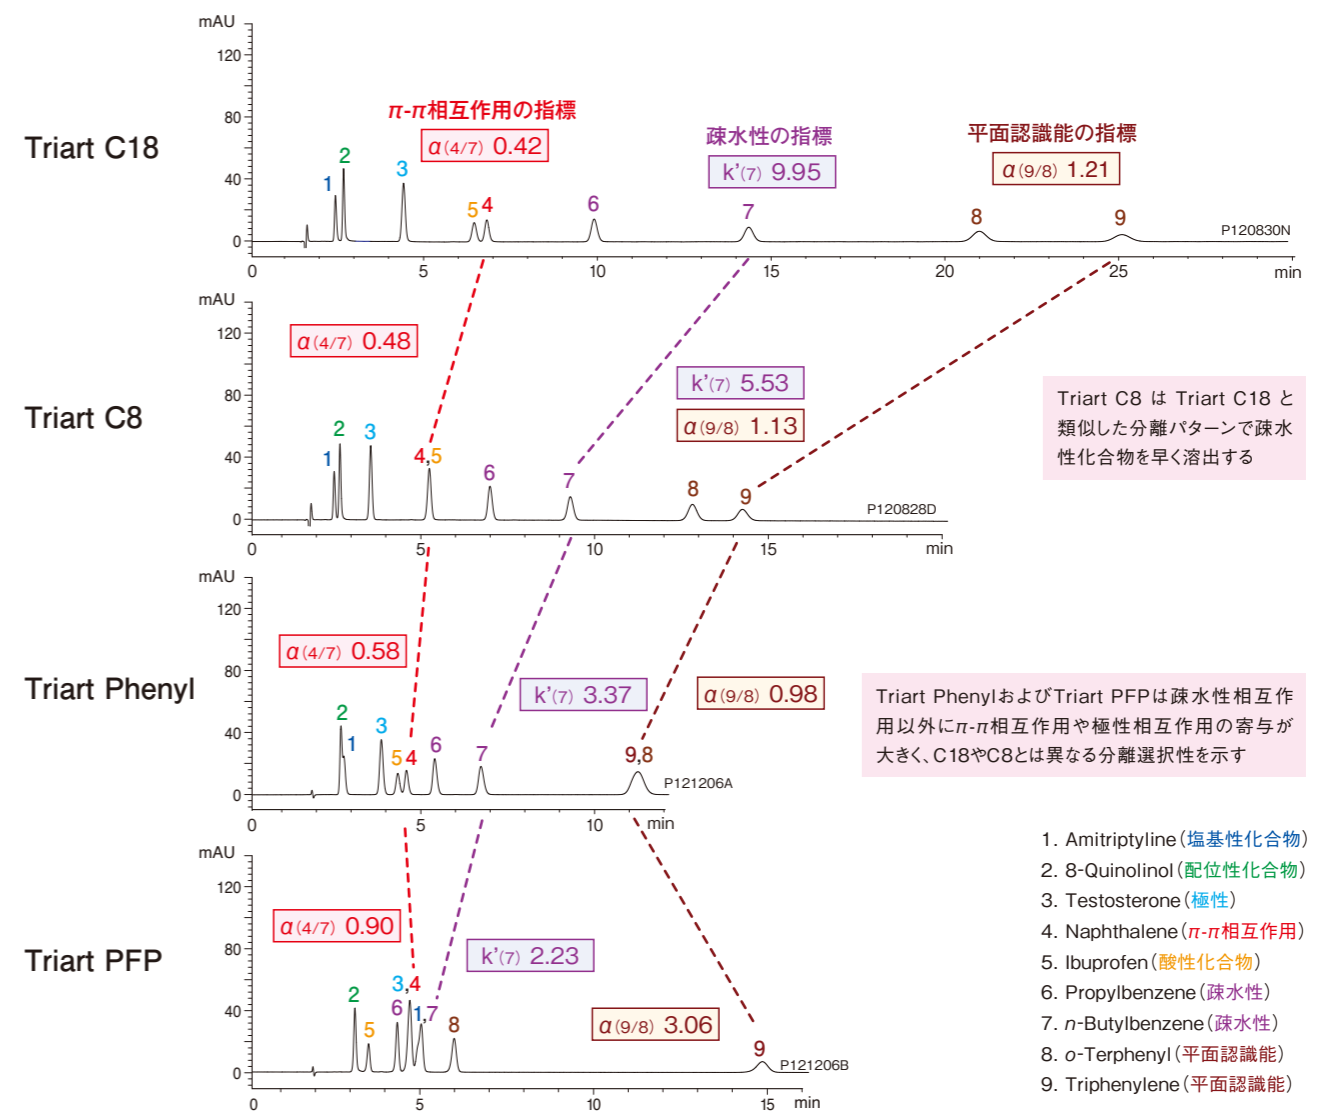 mAU
120
80
40
0
Triart C18
π-π相互作用の指標
α(4/7) 0.42
疎水性の指標
k’(7) 9.95
平面認識能の指標
α(9/8) 1.21
1
2
3
5
4
6
7
8
9
P120830N
0 5 10 15 20 25 min
mAU
120
80
40
0
Triart C8
α(4/7) 0.48
k’(7) 5.53
α(9/8) 1.13
1
2
3
4,5
6
7
8
9
P120828D
0 5 10 15 min
Triart C8 は Triart C18 と
類似した分離パターンで疎水
性化合物を早く溶出する
mAU
120
80
40
0
Triart Phenyl
α(4/7) 0.58
k’(7) 3.37
α(9/8) 0.98
2
1
3
5
4
6
7
9,8
P121206A
0 5 10 min
Triart PhenylおよびTriart PFPは疎水性相互作
用以外にπ-π相互作用や極性相互作用の寄与が
大きく、C18やC8とは異なる分離選択性を示す
mAU
120
80
40
0
Triart PFP
α(4/7) 0.90
k’(7) 2.23
α(9/8) 3.06
2
5
6
3,4
1,7
8
9
P121206B
0 5 10 15 min
1. Amitriptyline（塩基性化合物）
2. 8-Quinolinol（配位性化合物）
3. Testosterone（極性）
4. Naphthalene（π-π相互作用）
5. Ibuprofen（酸性化合物）
6. Propylbenzene（疎水性）
7. n-Butylbenzene（疎水性）
8. o-Terphenyl（平面認識能）
9. Triphenylene（平面認識能）